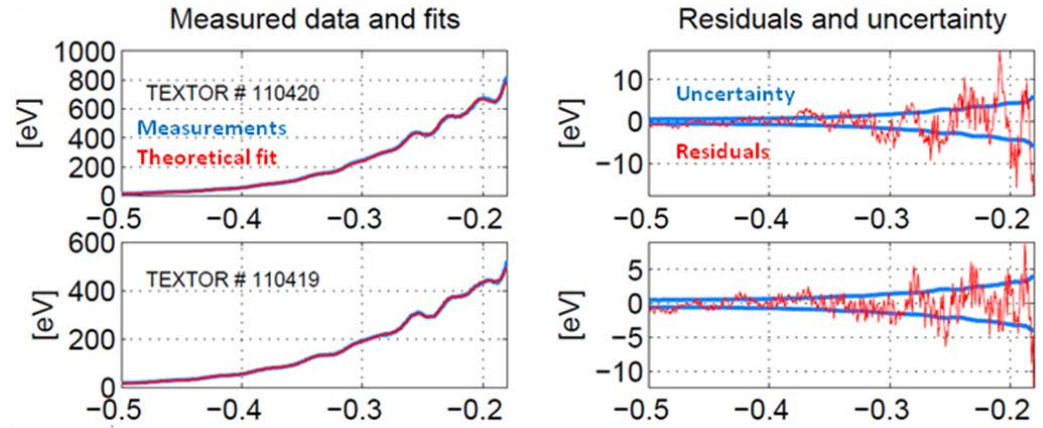 Measured data and fits
Residuals and uncertainty
1000
800
600
400
200
0
[eV]
TEXTOR # 110420
Measurements
Theoretical fit
−0.5 −0.4 −0.3 −0.2
10
0
−10
[eV]
Uncertainty
Residuals
−0.5 −0.4 −0.3 −0.2
600
400
200
0
[eV]
TEXTOR # 110419
−0.5 −0.4 −0.3 −0.2
5
0
−5
−10
[eV]
−0.5 −0.4 −0.3 −0.2